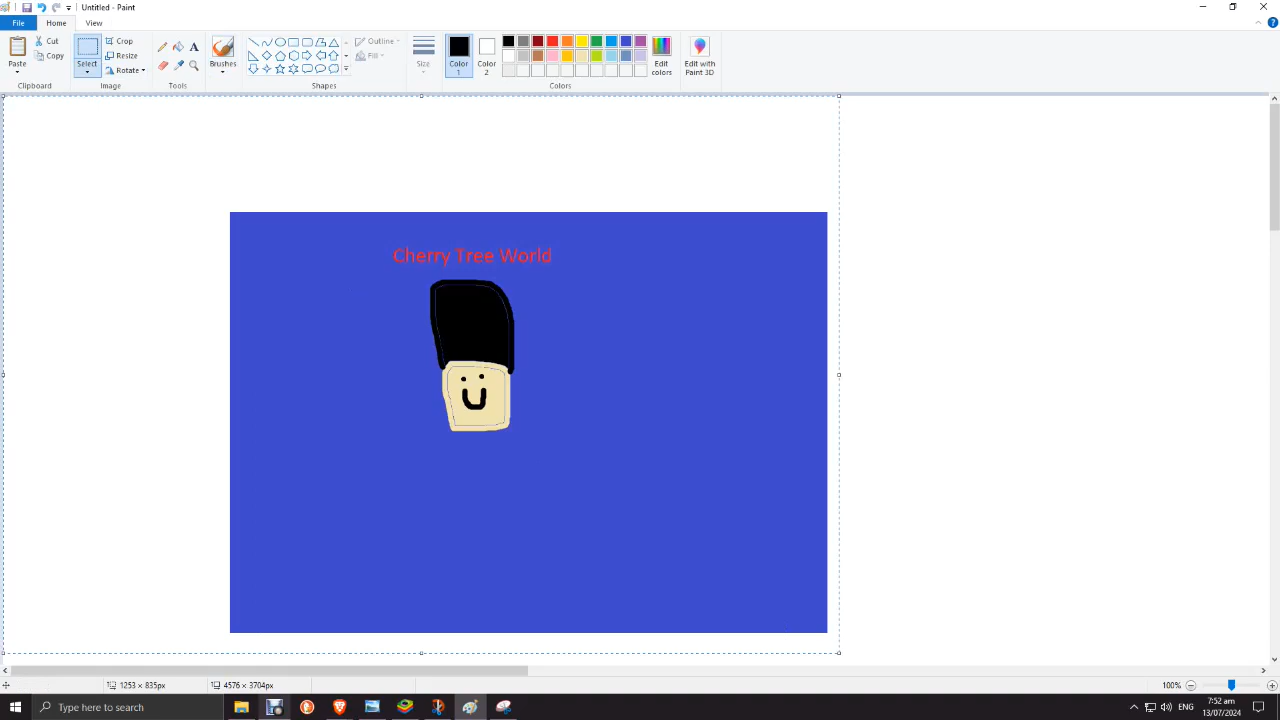 Untitled - Paint
File
Home
View
Paste
Cut
Copy
Clipboard
Select
Crop
Resize
Rotate
Image
A
Tools
Brushes
Outline
Fill
Shapes
Size
Color 1
Color 2
Edit colors
Colors
Edit with Paint 3D
Cherry Tree World
1253 × 835px
4576 × 3704px
100%
Type here to search
ENG
7:52 am
13/07/2024